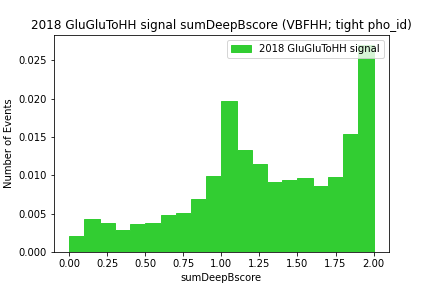 2018 GluGluToHH signal sumDeepBscore (VBFHH; tight pho_id)
2018 GluGluToHH signal
Number of Events
0.025
0.020
0.015
0.010
0.005
0.000
0.00 0.25 0.50 0.75 1.00 1.25 1.50 1.75 2.00
sumDeepBscore